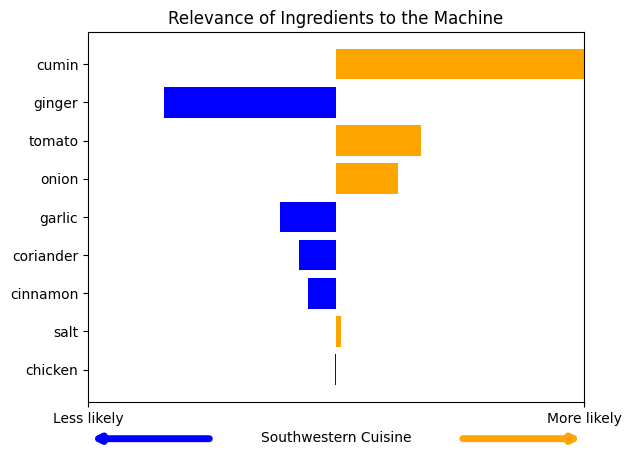 Relevance of Ingredients to the Machine
cumin
ginger
tomato
onion
garlic
coriander
cinnamon
salt
chicken
Less likely
More likely
Southwestern Cuisine